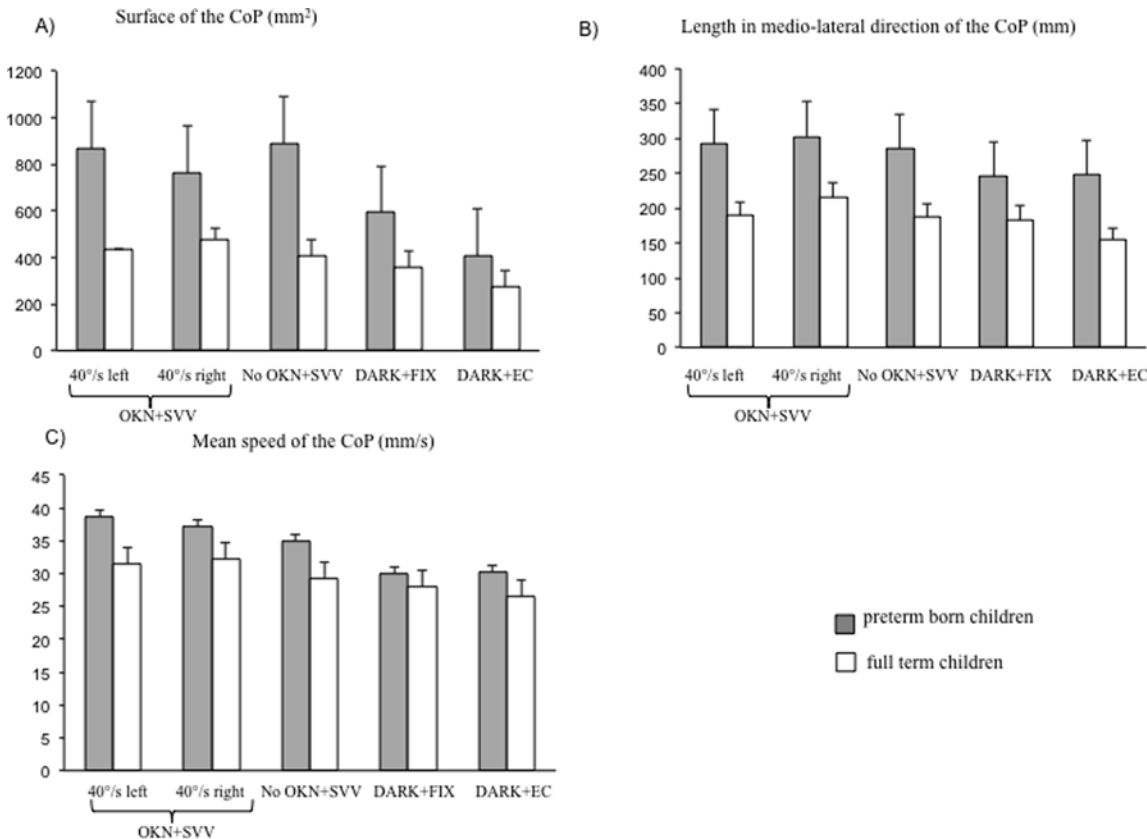 A)
Surface of the CoP (mm²)
1200
1000
800
600
400
200
0
40°/s left 40°/s right No OKN+SVV DARK+FIX DARK+EC
OKN+SVV
B)
Length in medio-lateral direction of the CoP (mm)
400
350
300
250
200
150
100
50
0
40°/s left 40°/s right No OKN+SVV DARK+FIX DARK+EC
OKN+SVV
C)
Mean speed of the CoP (mm/s)
45
40
35
30
25
20
15
10
5
0
40°/s left 40°/s right No OKN+SVV DARK+FIX DARK+EC
OKN+SVV
preterm born children
full term children